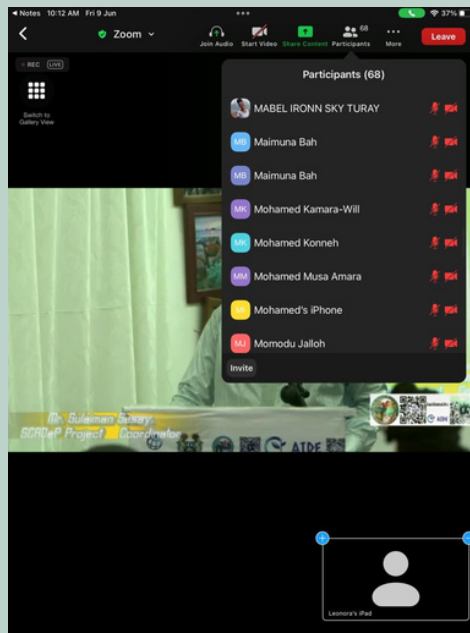 Notes 10:12 AM Fri 9 Jun 37%
Zoom
Join Audio Start Video Share Content Participants 68 More Leave
REC LIVE
Switch to
Gallery View
Participants (68)
MABEL IRONN SKY TURAY
MB Maimuna Bah
MB Maimuna Bah
MK Mohamed Kamara-Will
MK Mohamed Konneh
MM Mohamed Musa Amara
MI Mohamed's iPhone
MJ Momodu Jalloh
Invite
Mr. Sulaiman Sesay,
Project Coordinator
AIDE
AIDE
Leonora's iPad